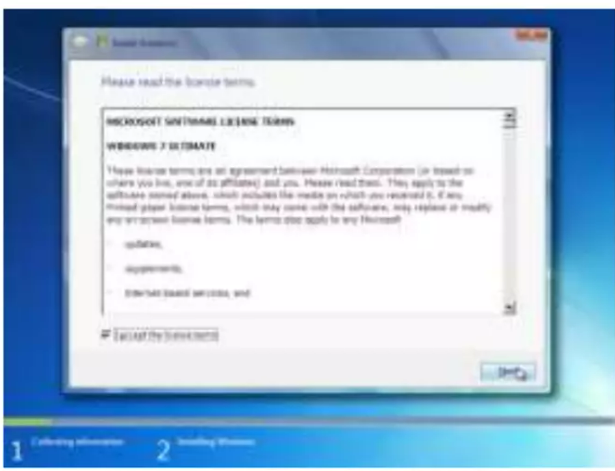 Install Windows
Please read the license terms.
MICROSOFT SOFTWARE LICENSE TERMS
WINDOWS 7 ULTIMATE
These license terms are an agreement between Microsoft Corporation (or based on
where you live, one of its affiliates) and you. Please read them. They apply to the
software named above, which includes the media on which you received it, if any.
Printed paper license terms, which may come with the software, may replace or modify
any on-screen license terms. The terms also apply to any Microsoft
· updates,
· supplements,
· Internet-based services, and
I accept the license terms
Next
1 Collecting information 2 Installing Windows